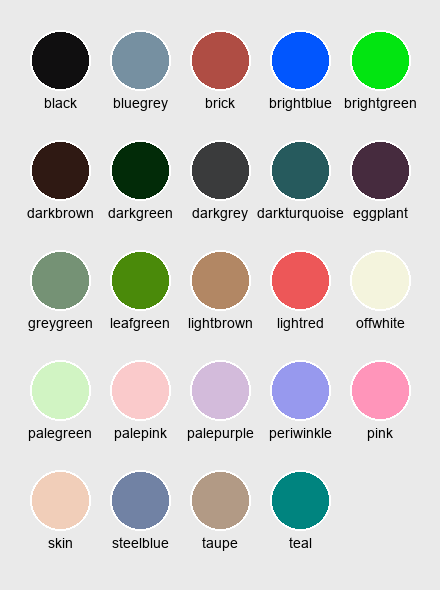 black bluegrey brick brightblue brightgreen
darkbrown darkgreen darkgrey darkturquoise eggplant
greygreen leafgreen lightbrown lightred offwhite
palegreen palepink palepurple periwinkle pink
skin steelblue taupe teal